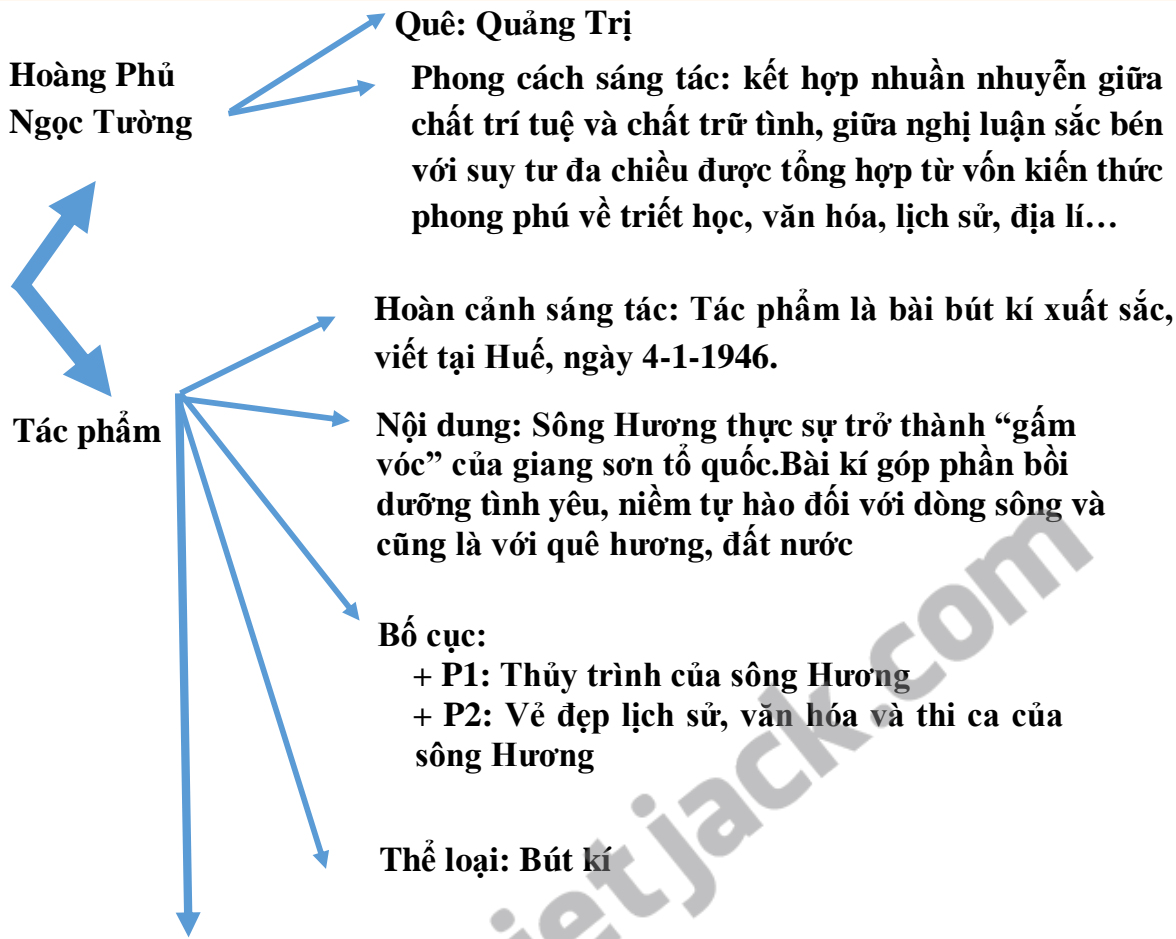 Quê: Quảng Trị
Hoàng Phủ
Ngọc Tường
Phong cách sáng tác: kết hợp nhuần nhuyễn giữa
chất trí tuệ và chất trữ tình, giữa nghị luận sắc bén
với suy tư đa chiều được tổng hợp từ vốn kiến thức
phong phú về triết học, văn hóa, lịch sử, địa lí…
Hoàn cảnh sáng tác: Tác phẩm là bài bút kí xuất sắc,
viết tại Huế, ngày 4-1-1946.
Tác phẩm
Nội dung: Sông Hương thực sự trở thành “gấm
vóc” của giang sơn tổ quốc.Bài kí góp phần bồi
dưỡng tình yêu, niềm tự hào đối với dòng sông và
cũng là với quê hương, đất nước
Bố cục:
+ P1: Thủy trình của sông Hương
+ P2: Vẻ đẹp lịch sử, văn hóa và thi ca của
sông Hương
Thể loại: Bút kí
etjack.com